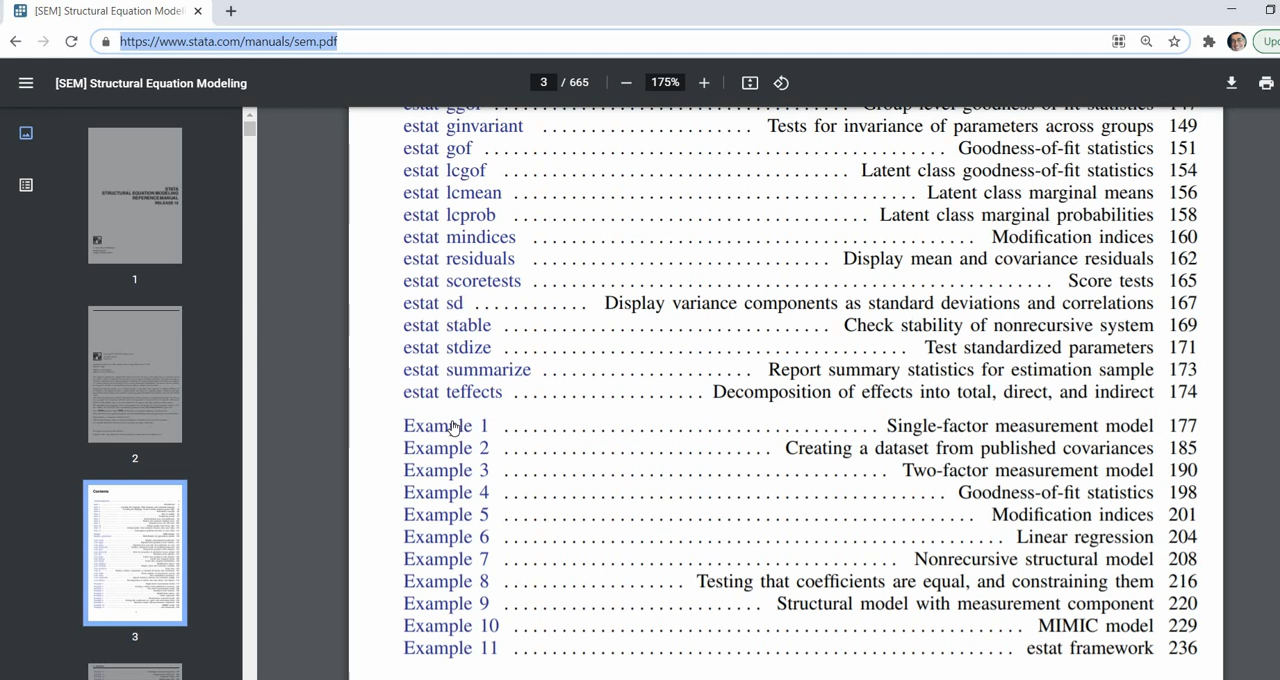 [SEM] Structural Equation Model
https://www.stata.com/manuals/sem.pdf
[SEM] Structural Equation Modeling
3 / 665
175%
STATA
STRUCTURAL EQUATION MODELING
REFERENCE MANUAL
1
2
Contents
3
147
estat ginvariant ........................ Tests for invariance of parameters across groups 149
estat gof .................................................... Goodness-of-fit statistics 151
estat lcgof ........................................ Latent class goodness-of-fit statistics 154
estat lcmean ............................................. Latent class marginal means 156
estat lcprob ......................................... Latent class marginal probabilities 158
estat mindices .................................................. Modification indices 160
estat residuals ................................. Display mean and covariance residuals 162
estat scoretests .......................................................... Score tests 165
estat sd ............ Display variance components as standard deviations and correlations 167
estat stable .................................... Check stability of nonrecursive system 169
estat stdize ............................................. Test standardized parameters 171
estat summarize ........................ Report summary statistics for estimation sample 173
estat teffects ...................... Decomposition of effects into total, direct, and indirect 174
Example 1 .......................................... Single-factor measurement model 177
Example 2 ................................ Creating a dataset from published covariances 185
Example 3 ............................................ Two-factor measurement model 190
Example 4 .................................................. Goodness-of-fit statistics 198
Example 5 ...................................................... Modification indices 201
Example 6 ........................................................ Linear regression 204
Example 7 .............................................. Nonrecursive structural model 208
Example 8 ...................... Testing that coefficients are equal, and constraining them 216
Example 9 .............................. Structural model with measurement component 220
Example 10 .......................................................... MIMIC model 229
Example 11 ........................................................ estat framework 236